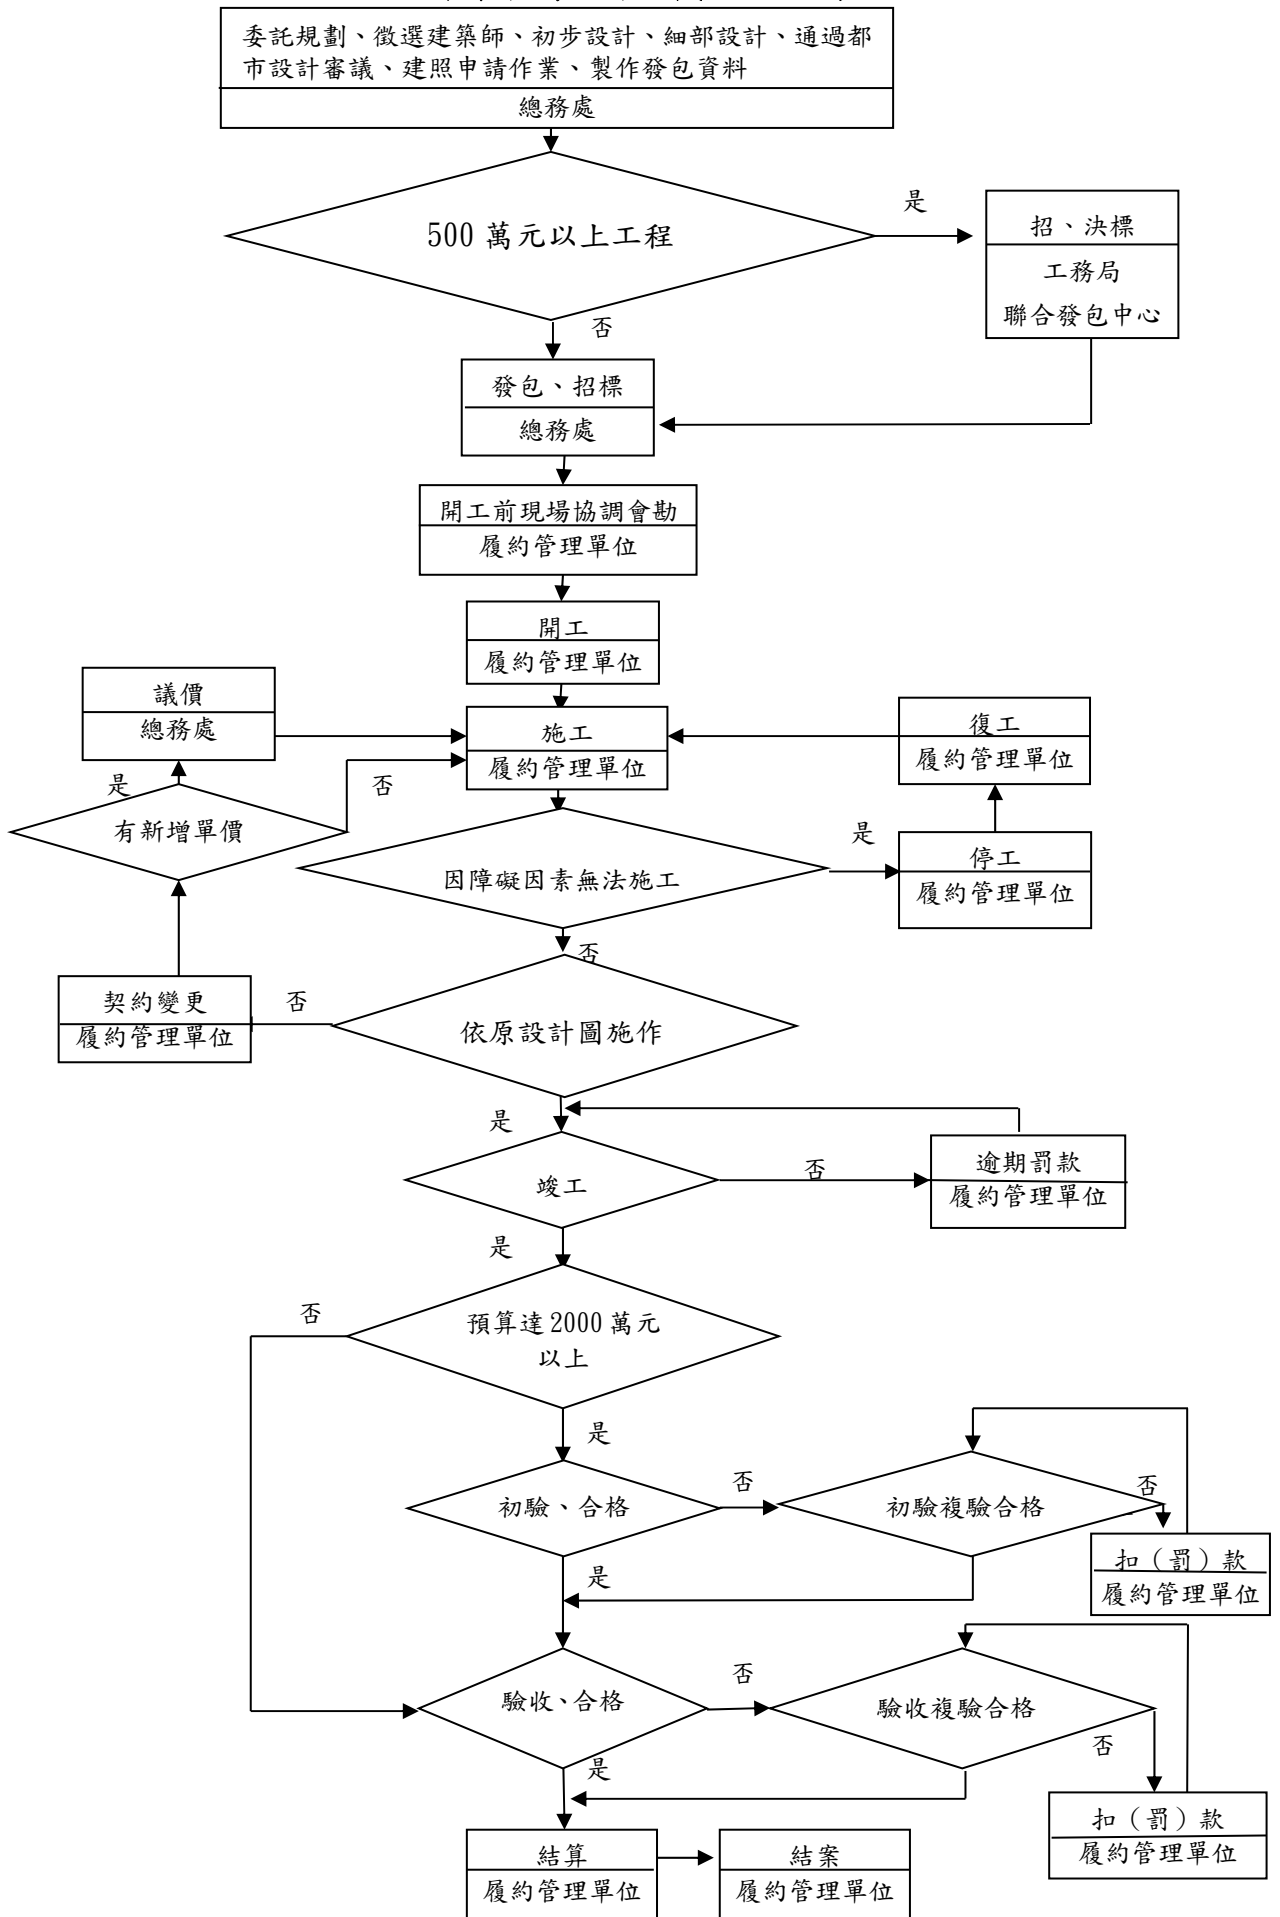 委託規劃、徵選建築師、初步設計、細部設計、通過都
市設計審議、建照申請作業、製作發包資料
總務處
500 萬元以上工程
是
招、決標
工務局
聯合發包中心
否
發包、招標
總務處
開工前現場協調會勘
履約管理單位
開工
履約管理單位
議價
總務處
施工
履約管理單位
復工
履約管理單位
是
否
有新增單價
因障礙因素無法施工
是
停工
履約管理單位
否
契約變更
履約管理單位
否
依原設計圖施作
是
竣工
否
逾期罰款
履約管理單位
是
否
預算達 2000 萬元
以上
是
初驗、合格
否
初驗複驗合格
否
扣（罰）款
履約管理單位
是
驗收、合格
否
驗收複驗合格
否
是
扣（罰）款
履約管理單位
結算
履約管理單位
結案
履約管理單位